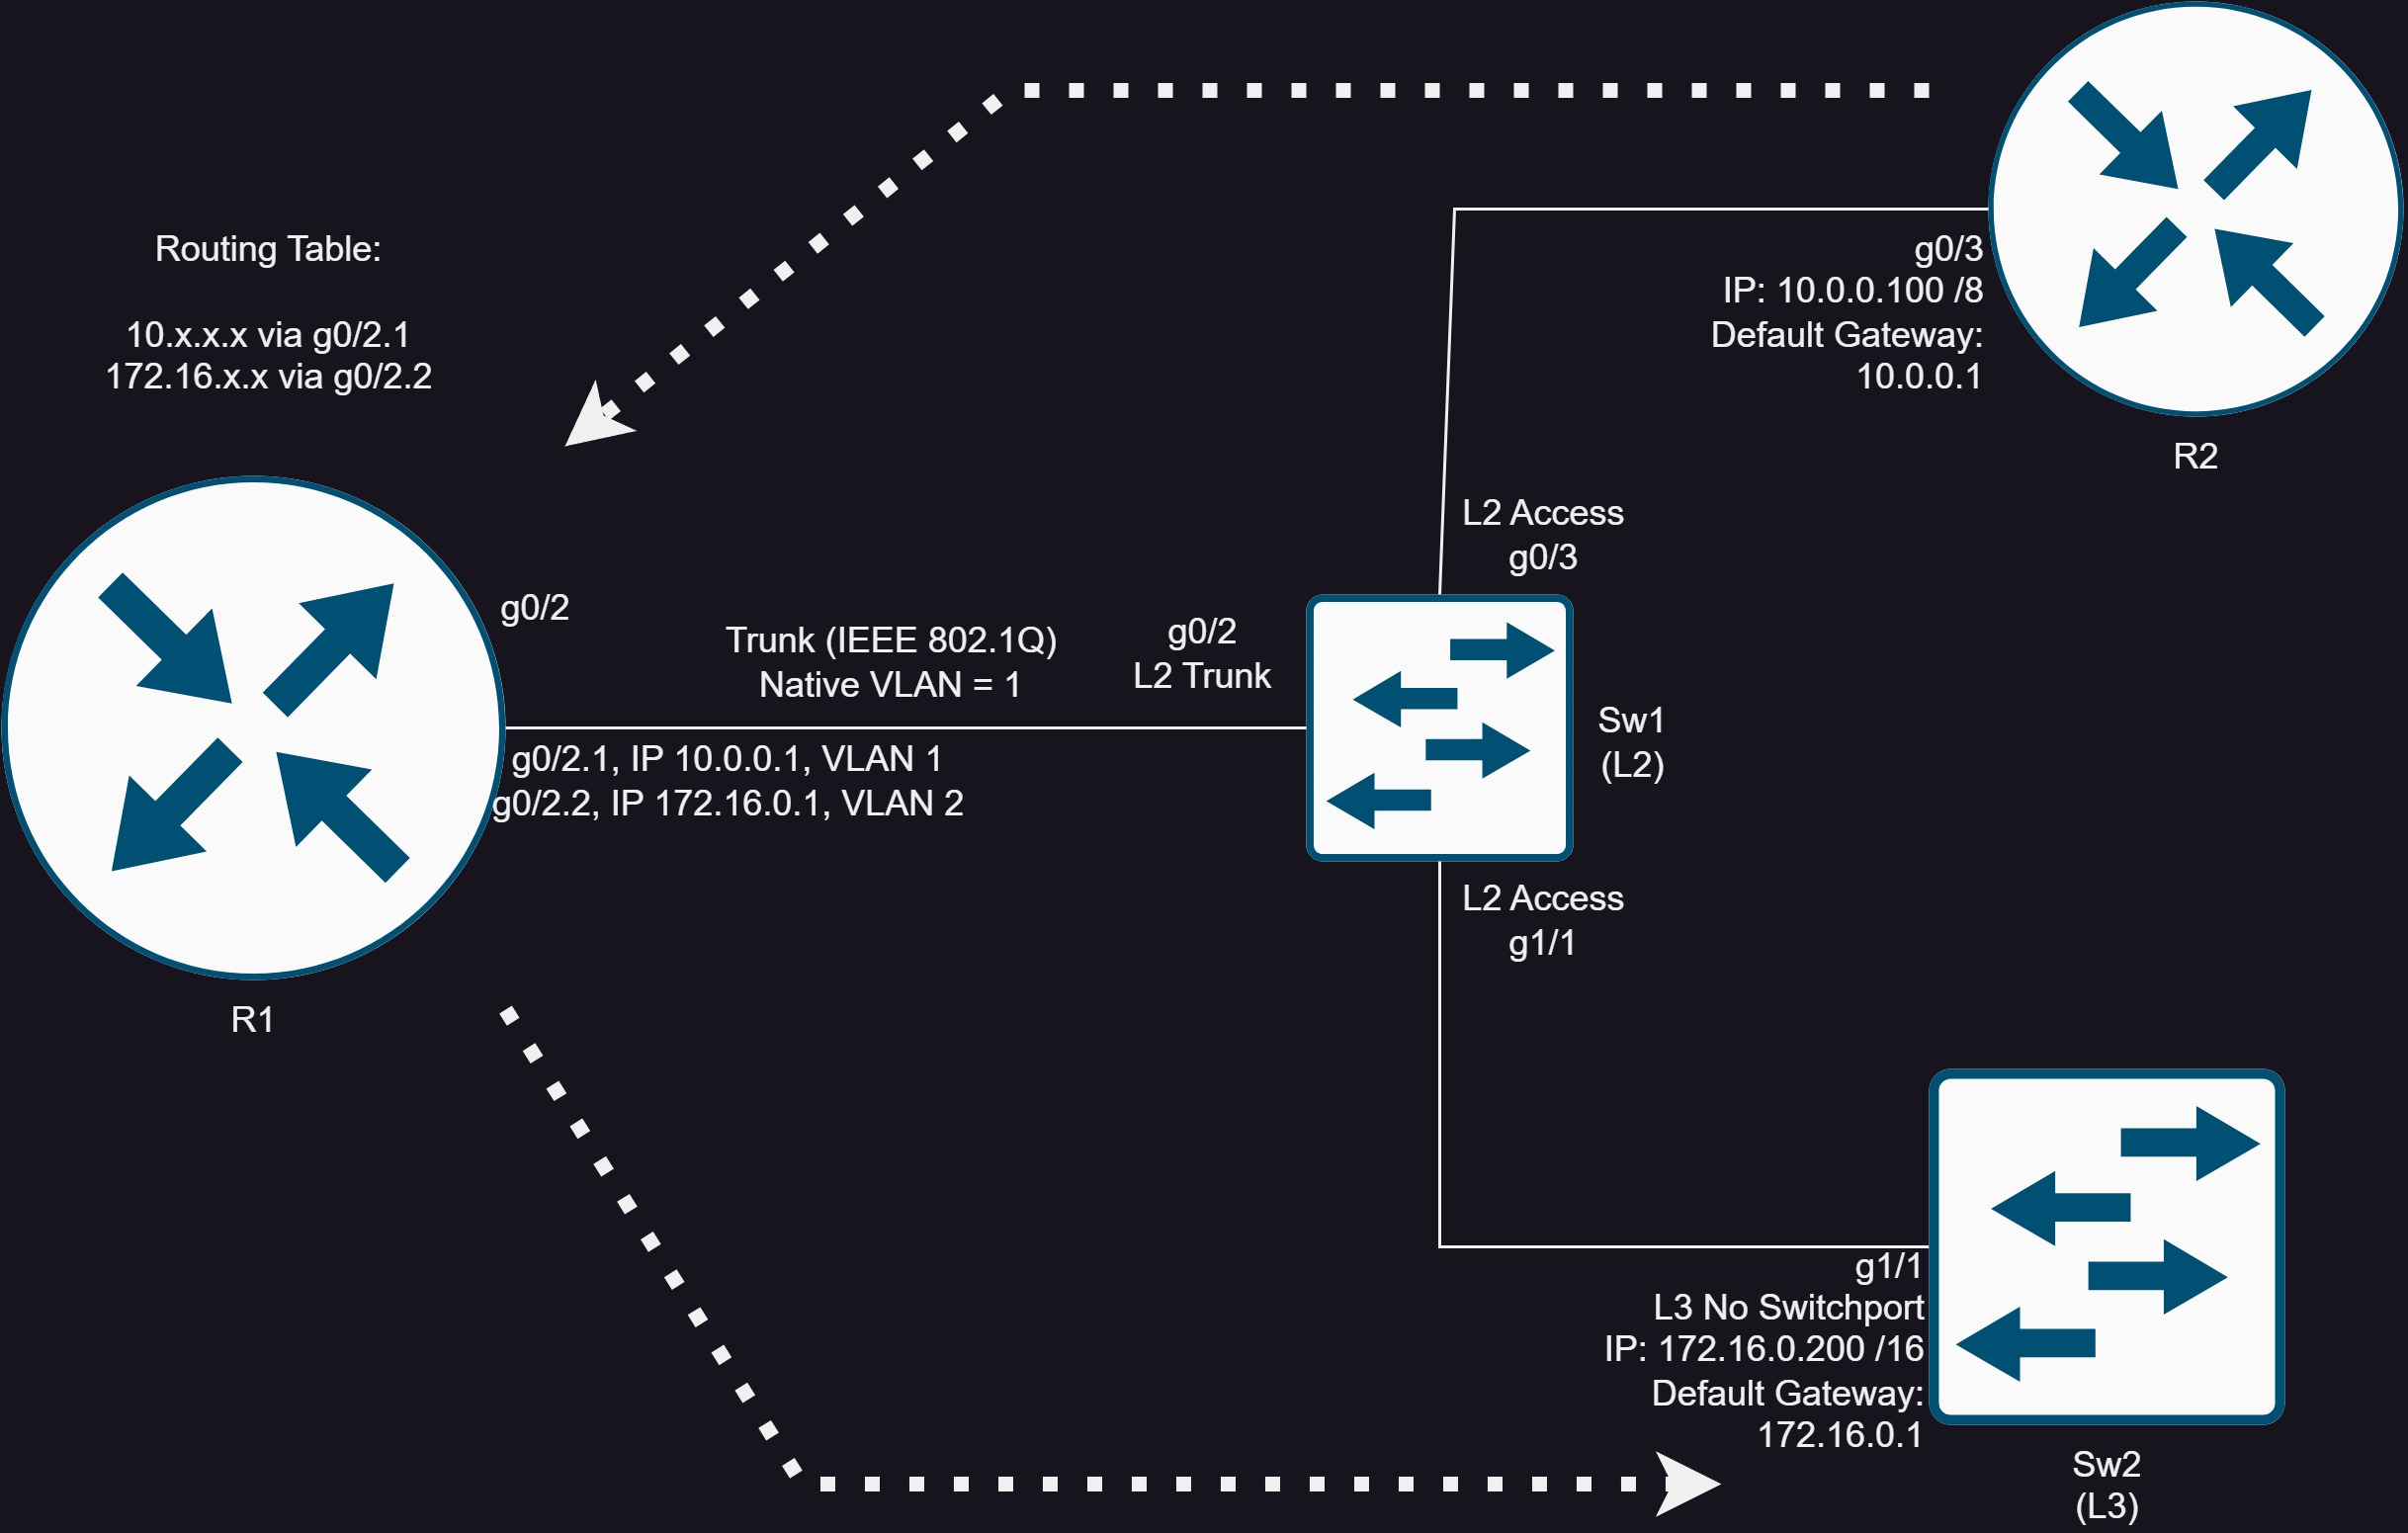 Routing Table:
10.x.x.x via g0/2.1
172.16.x.x via g0/2.2
g0/3
IP: 10.0.0.100 /8
Default Gateway:
10.0.0.1
R2
L2 Access
g0/3
g0/2
Trunk (IEEE 802.1Q)
Native VLAN = 1
g0/2
L2 Trunk
g0/2.1, IP 10.0.0.1, VLAN 1
g0/2.2, IP 172.16.0.1, VLAN 2
Sw1
(L2)
L2 Access
g1/1
R1
g1/1
L3 No Switchport
IP: 172.16.0.200 /16
Default Gateway:
172.16.0.1
Sw2
(L3)